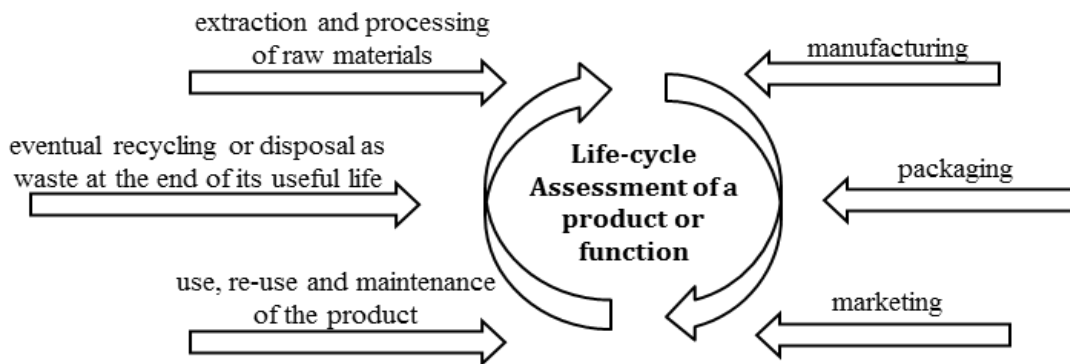 extraction and processing
of raw materials
manufacturing
eventual recycling or disposal as
waste at the end of its useful life
Life-cycle
Assessment of a
product or
function
packaging
use, re-use and maintenance
of the product
marketing